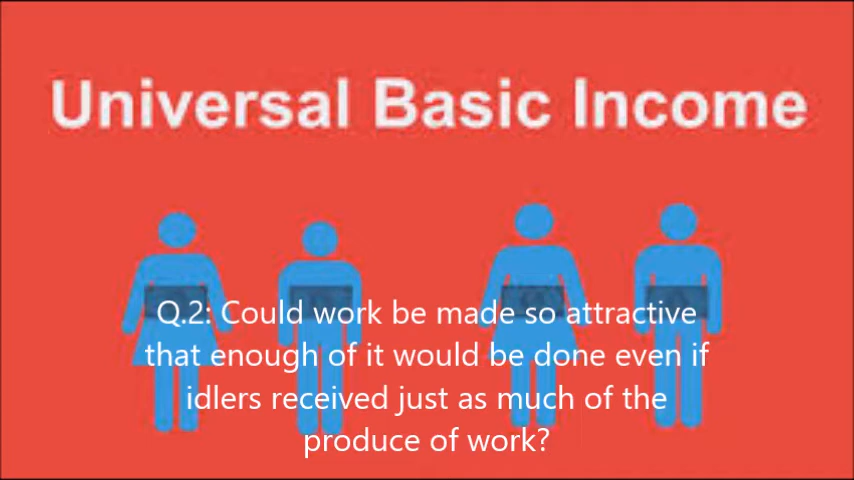 Universal Basic Income
Q.2: Could work be made so attractive
that enough of it would be done even if
idlers received just as much of the
produce of work?